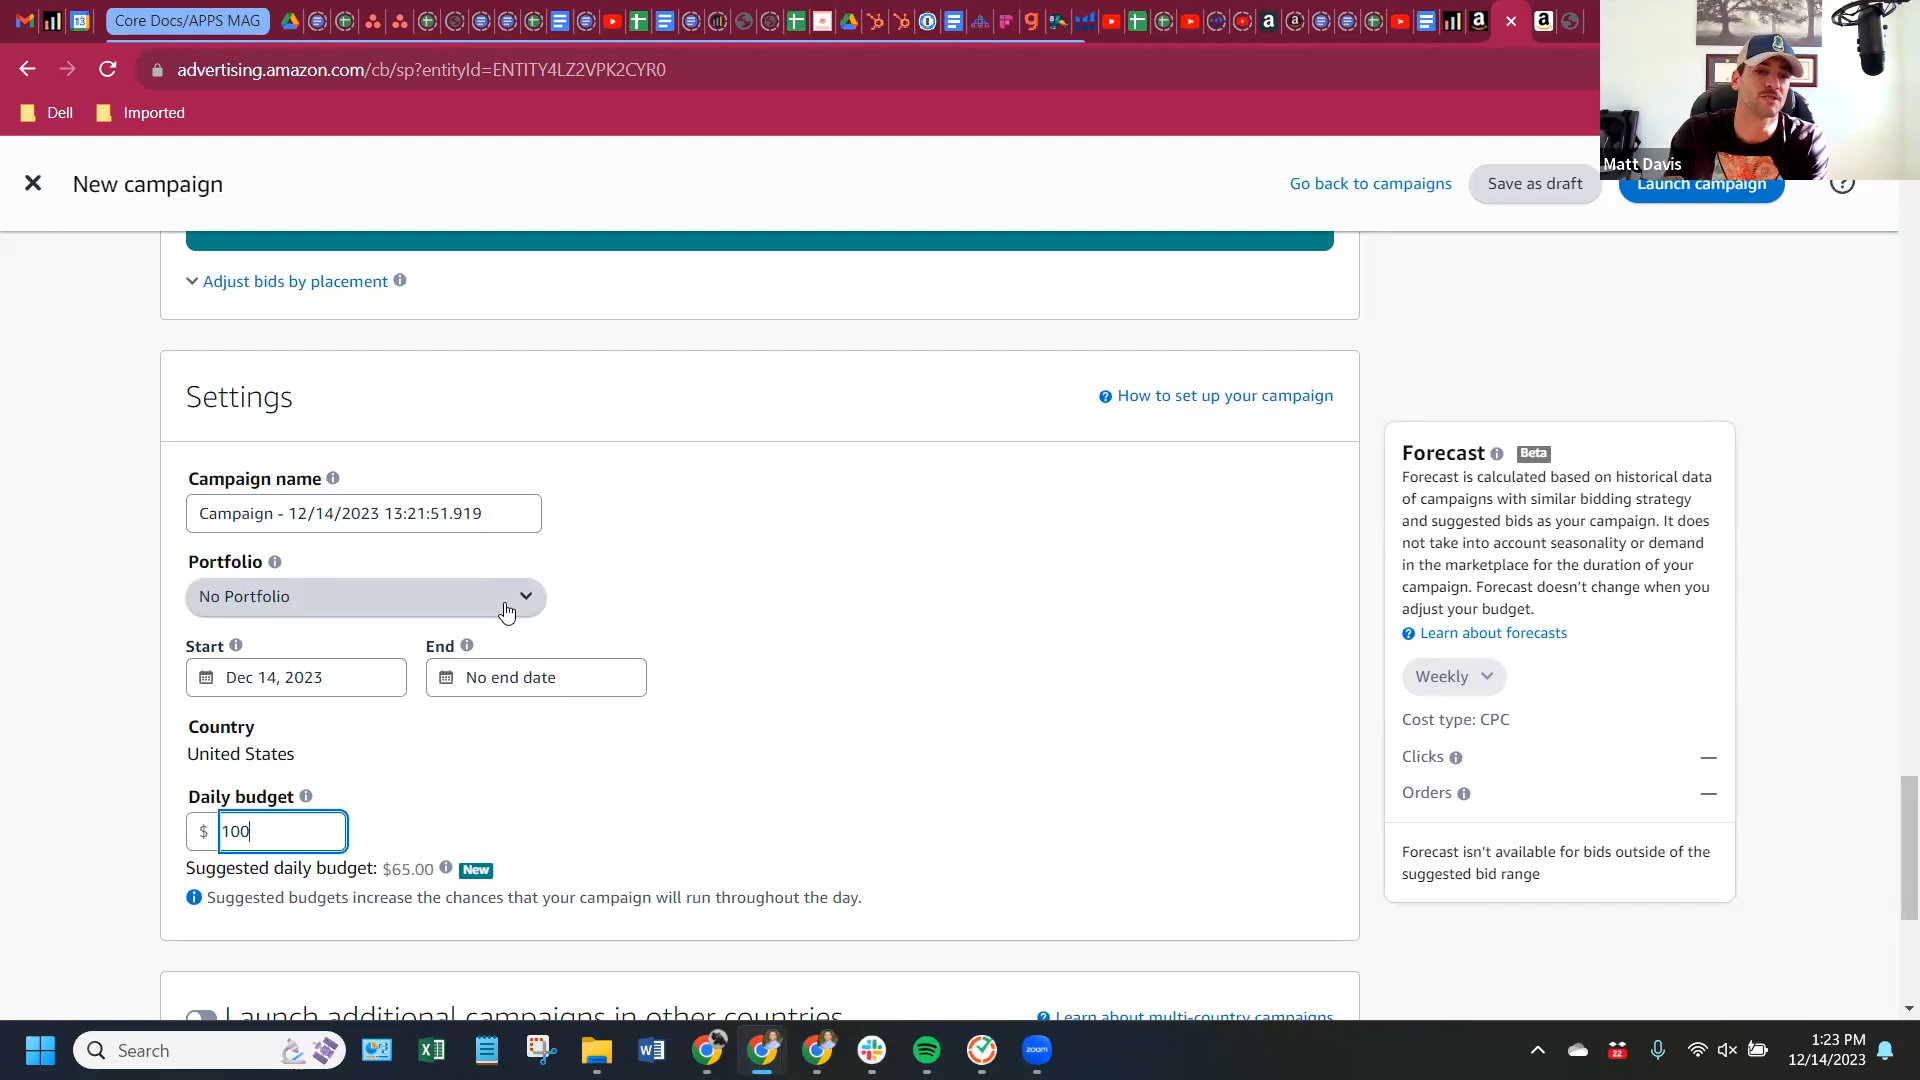 Core Docs/APPS MAG
advertising.amazon.com/cb/sp?entityId=ENTITY4LZ2VPK2CYR0
Dell
Imported
Matt Davis
New campaign
Go back to campaigns
Save as draft
Launch campaign
Adjust bids by placement
Settings
How to set up your campaign
Campaign name
Campaign - 12/14/2023 13:21:51.919
Portfolio
No Portfolio
Start
End
Dec 14, 2023
No end date
Country
United States
Daily budget
$ 100
Suggested daily budget: $65.00 New
Suggested budgets increase the chances that your campaign will run throughout the day.
Forecast Beta
Forecast is calculated based on historical data
of campaigns with similar bidding strategy
and suggested bids as your campaign. It does
not take into account seasonality or demand
in the marketplace for the duration of your
campaign. Forecast doesn't change when you
adjust your budget.
Learn about forecasts
Weekly
Cost type: CPC
Clicks —
Orders —
Forecast isn't available for bids outside of the
suggested bid range
Launch additional campaigns in other countries
Learn about multi-country campaigns
Search
zoom
22
1:23 PM
12/14/2023